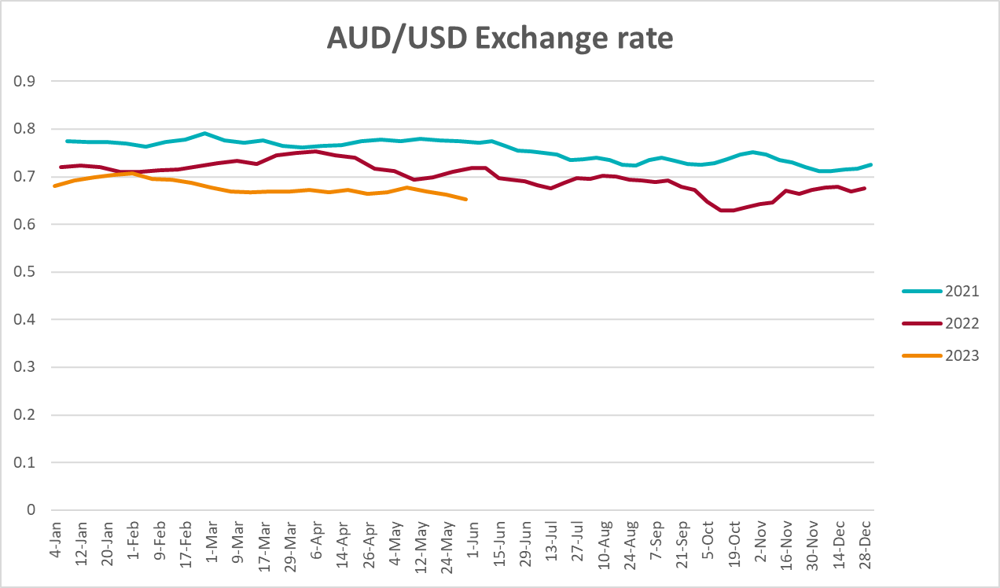 AUD/USD Exchange rate
0.9
0.8
0.7
0.6
0.5
0.4
0.3
0.2
0.1
0
4-Jan
12-Jan
20-Jan
1-Feb
9-Feb
17-Feb
1-Mar
9-Mar
17-Mar
29-Mar
6-Apr
14-Apr
26-Apr
4-May
12-May
24-May
1-Jun
15-Jun
29-Jun
13-Jul
27-Jul
10-Aug
24-Aug
7-Sep
21-Sep
5-Oct
19-Oct
2-Nov
16-Nov
30-Nov
14-Dec
28-Dec
2021
2022
2023